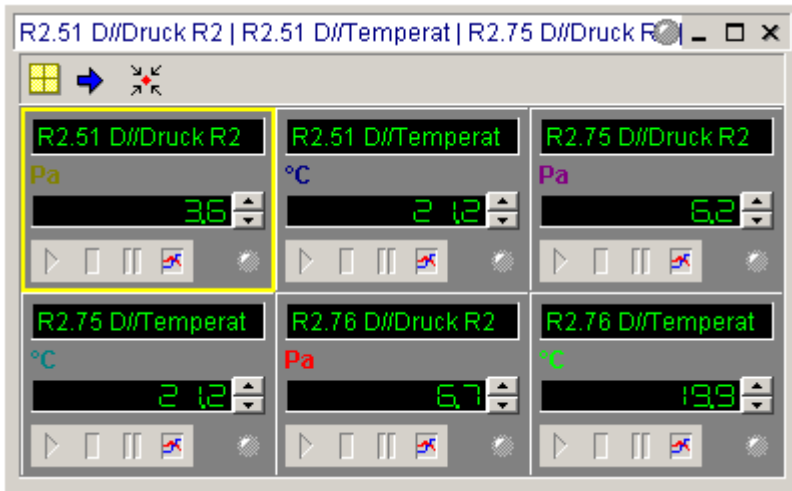 R2.51 D//Druck R2 | R2.51 D//Temperat | R2.75 D//Druck R
R2.51 D//Druck R2
R2.51 D//Temperat
R2.75 D//Druck R2
Pa
°C
Pa
3,6
21,2
6,2
R2.75 D//Temperat
R2.76 D//Druck R2
R2.76 D//Temperat
°C
Pa
°C
21,2
6,7
19,9